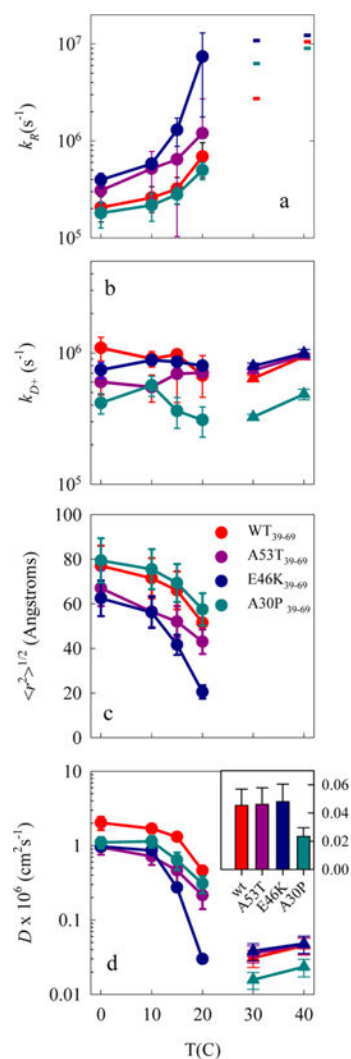 10⁷
10⁶
10⁵
k_R(s⁻¹)
a
b
10⁶
10⁵
k_D+ (s⁻¹)
100
80
60
40
20
0
<r²>^1/2 (Angstroms)
WT39-69
A53T39-69
E46K39-69
A30P39-69
c
10
1
0.1
0.01
D x 10⁶ (cm²s⁻¹)
0.06
0.04
0.02
0.00
wt
A53T
E46K
A30P
d
0 10 20 30 40
T(C)